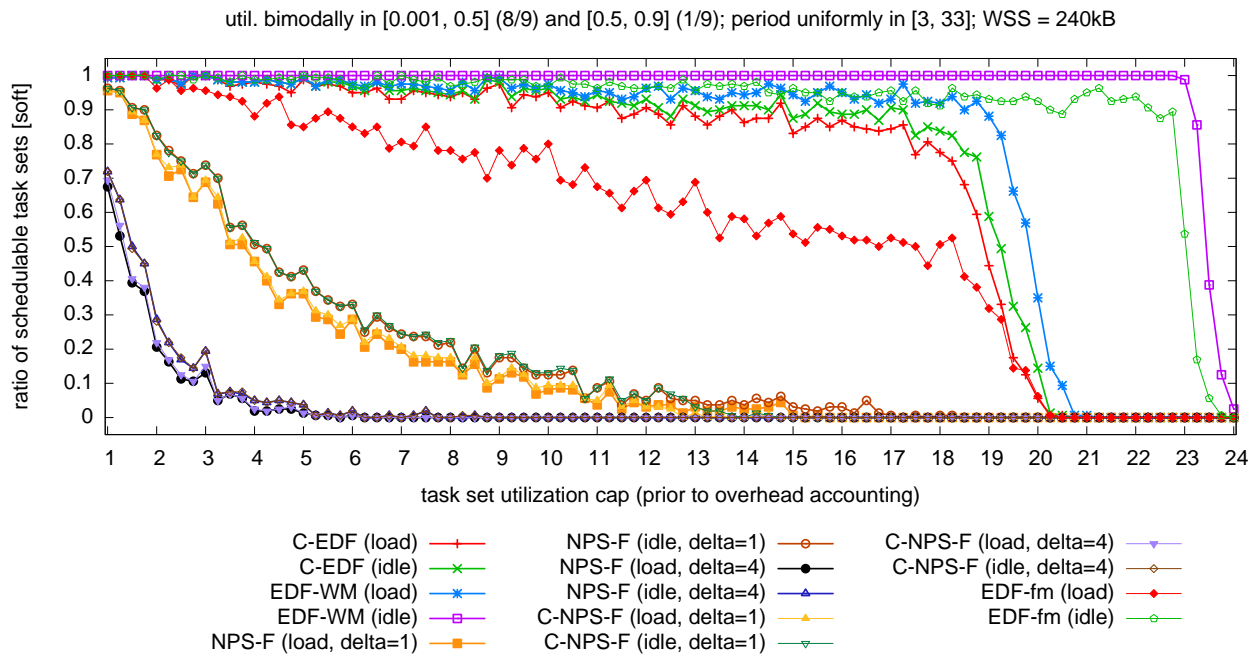 util. bimodally in [0.001, 0.5] (8/9) and [0.5, 0.9] (1/9); period uniformly in [3, 33]; WSS = 240kB
ratio of schedulable task sets [soft]
1
0.9
0.8
0.7
0.6
0.5
0.4
0.3
0.2
0.1
0
1 2 3 4 5 6 7 8 9 10 11 12 13 14 15 16 17 18 19 20 21 22 23 24
task set utilization cap (prior to overhead accounting)
C-EDF (load)
C-EDF (idle)
EDF-WM (load)
EDF-WM (idle)
NPS-F (load, delta=1)
NPS-F (idle, delta=1)
NPS-F (load, delta=4)
NPS-F (idle, delta=4)
C-NPS-F (load, delta=1)
C-NPS-F (idle, delta=1)
C-NPS-F (load, delta=4)
C-NPS-F (idle, delta=4)
EDF-fm (load)
EDF-fm (idle)